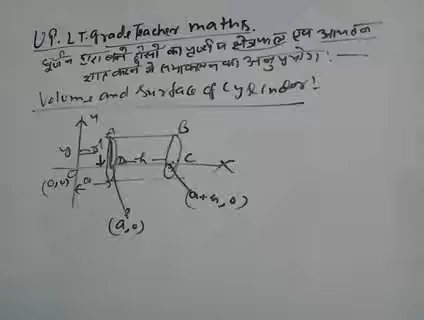 UP. LT. Grade Teacher maths.
घूर्णन द्वारा बने ठोसों का पृष्ठीय क्षेत्रफल एवं आयतन
ज्ञात करने में समाकलन का अनुप्रयोग :—
Volume and Surface of Cylinder!
y
A B
y
D h C X
(0,0) a
(a,0) (a+h,0)